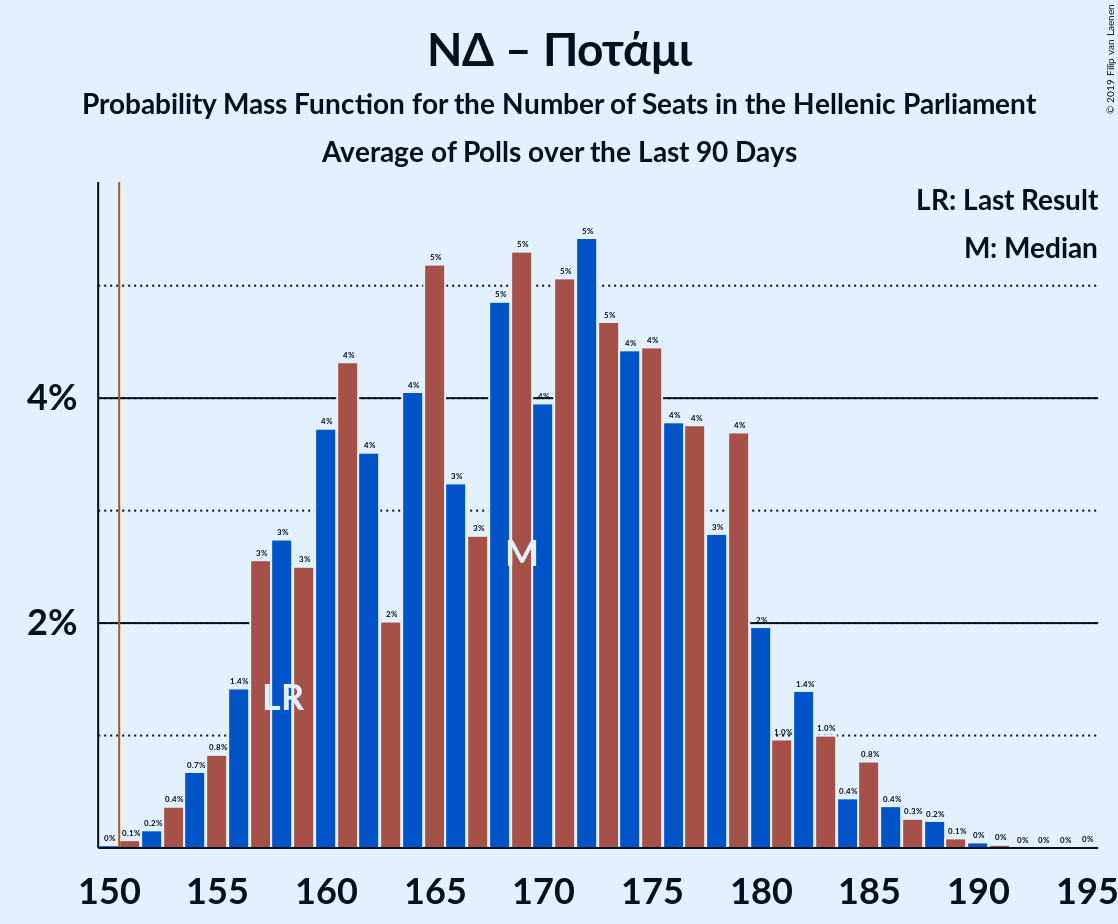 ΝΔ – Ποτάμι
Probability Mass Function for the Number of Seats in the Hellenic Parliament
Average of Polls over the Last 90 Days
© 2019 Filip van Laenen
LR: Last Result
M: Median
4%
2%
0% 0.1% 0.2% 0.4% 0.7% 0.8% 1.4% 3% 3% 3% 4% 4% 4% 2% 4% 5% 3% 3% 5% 5% 4% 5% 5% 5% 4% 4% 4% 4% 3% 4% 2% 1.0% 1.4% 1.0% 0.4% 0.8% 0.4% 0.3% 0.2% 0.1% 0% 0% 0% 0% 0% 0%
M
LR
150 155 160 165 170 175 180 185 190 195